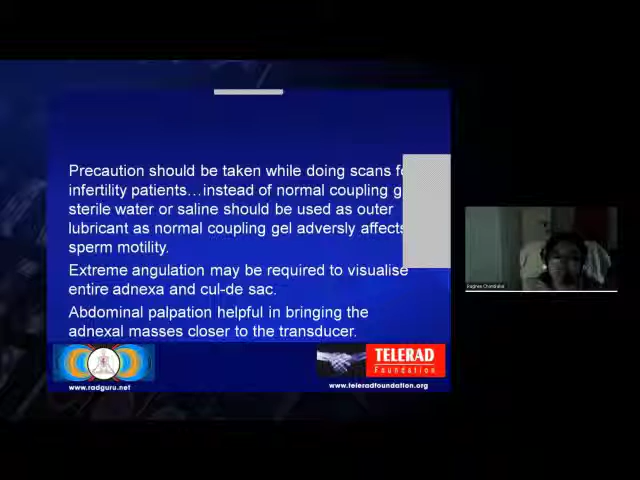 Precaution should be taken while doing scans
infertility patients...instead of normal coupling
sterile water or saline should be used as outer
lubricant as normal coupling gel adversly affects
sperm motility.
Extreme angulation may be required to visualise
entire adnexa and cul-de sac.
Abdominal palpation helpful in bringing the
adnexal masses closer to the transducer.
TELERAD
Foundation
www.radguru.net
www.teleradfoundation.org